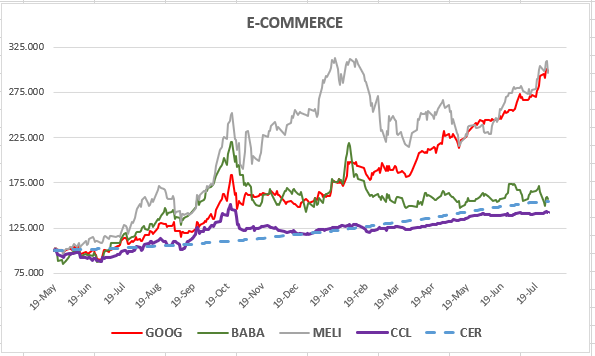 E-COMMERCE
325.000
275.000
225.000
175.000
125.000
75.000
19-May 19-Jun 19-Jul 19-Aug 19-Sep 19-Oct 19-Nov 19-Dec 19-Jan 19-Feb 19-Mar 19-Apr 19-May 19-Jun 19-Jul
GOOG BABA MELI CCL CER